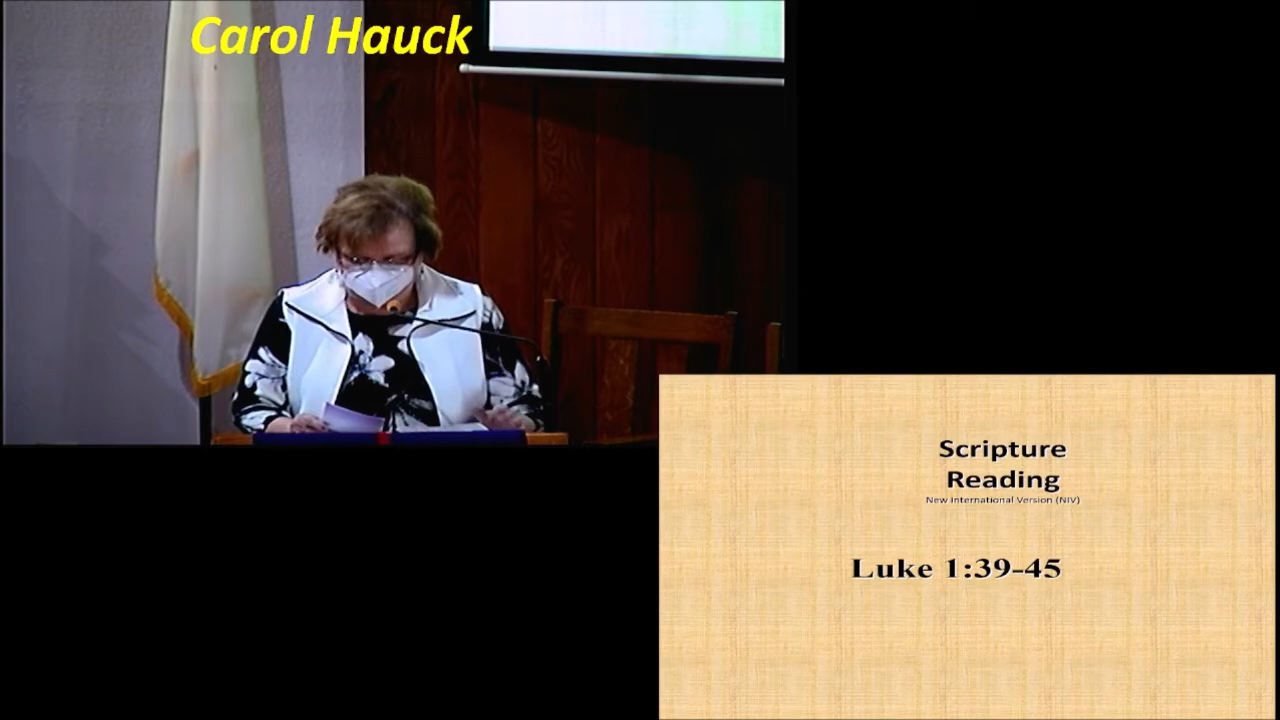 Carol Hauck
Scripture
Reading
New International Version (NIV)
Luke 1:39-45